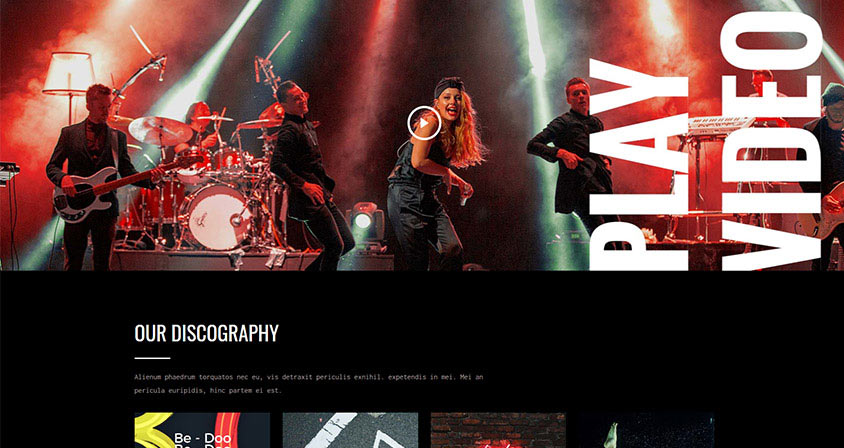 PLAY
VIDEO
OUR DISCOGRAPHY
Alienum phaedrum torquatos nec eu, vis detraxit periculis exnihil. expetendis in mei. Mei an
pericula euripidis, hinc partem ei est.
Be - Doo